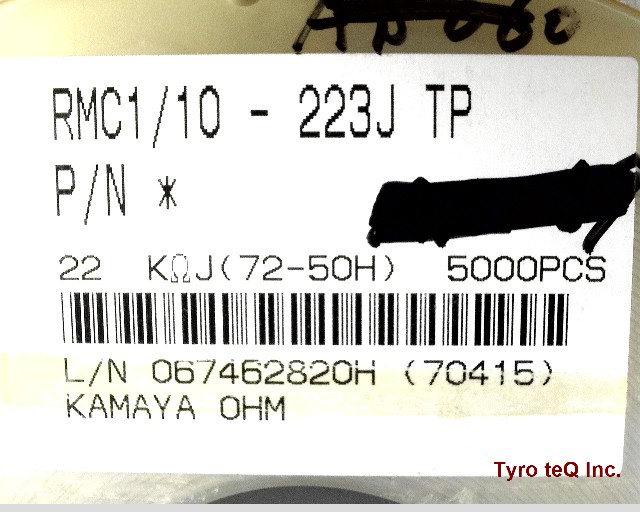 RMC1/10 - 223J TP
P/N *
22 KΩJ(72-50H) 5000PCS
L/N 067462820H (70415)
KAMAYA OHM
Tyro teQ Inc.